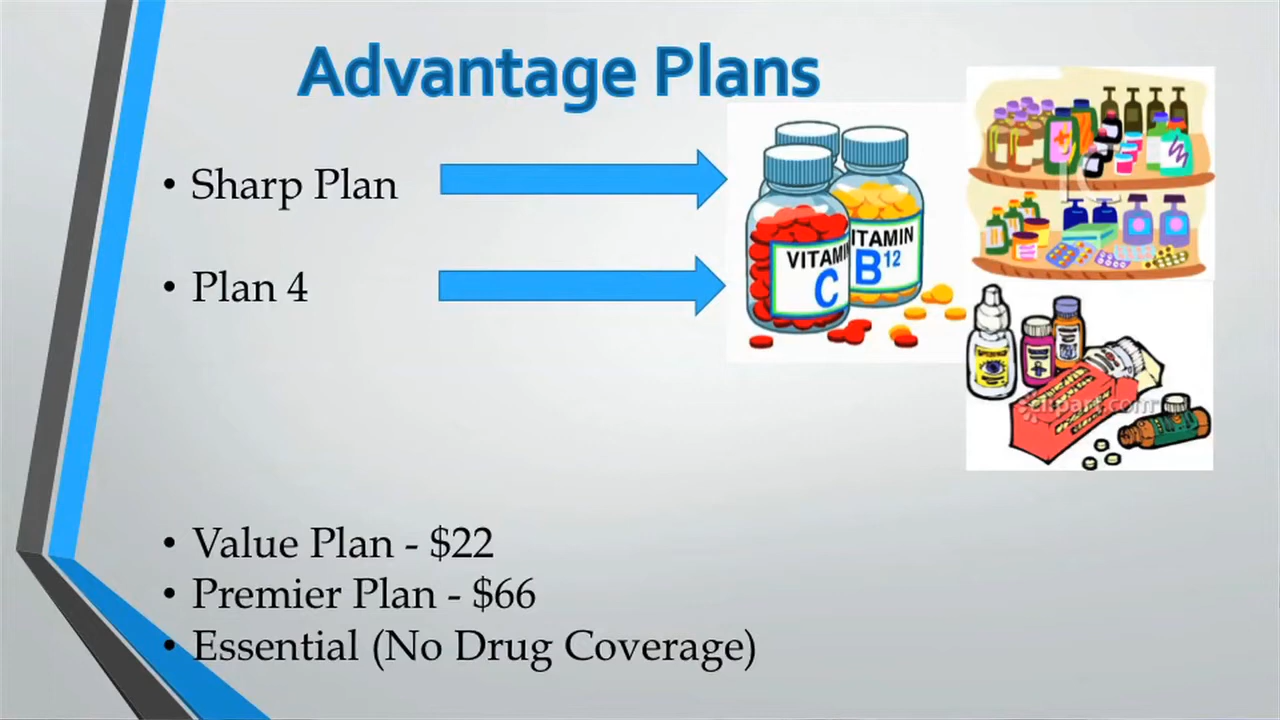 Advantage Plans
• Sharp Plan
• Plan 4
VITAMIN
C
VITAMIN
B12
• Value Plan - $22
• Premier Plan - $66
• Essential (No Drug Coverage)